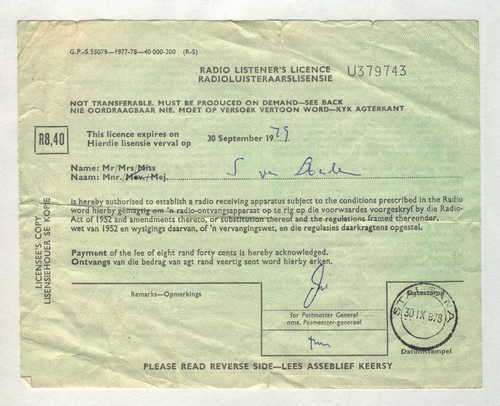 G.P.-S.53079—1977-78—40 000-200 (R-S)
RADIO LISTENER'S LICENCE U379743
RADIOLUISTERAARSLISENSIE
NOT TRANSFERABLE. MUST BE PRODUCED ON DEMAND—SEE BACK
NIE OORDRAAGBAAR NIE. MOET OP VERSOEK VERTOON WORD—KYK AGTERKANT
R8,40
This licence expires on
Hierdie lisensie verval op
30 September 1979
Name: Mr/Mrs/Miss
Naam: Mnr./Mev./Mej.
S van
is hereby authorised to establish a radio receiving apparatus subject to the conditions prescribed in the Radio
word hierby gemagtig om 'n radio-ontvangsapparaat op te rig op die voorwaardes voorgeskryf by die Radio-
Act of 1952 and amendments thereto, or substitution thereof and the regulations framed thereunder.
wet van 1952 en wysigings daarvan, of 'n vervangingswet, en die regulasies daarkragtens opgestel.
Payment of the fee of eight rand forty cents is hereby acknowledged.
Ontvangs van die bedrag van agt rand veertig sent word hierby erken.
LICENSEE'S COPY
LISENSIEHOUER SE KOPIE
Remarks—Opmerkings
for Postmaster General
nms. Posmeester-generaal
Datestamp
30 IX 1978
Datumstempel
PLEASE READ REVERSE SIDE—LEES ASSEBLIEF KEERSY